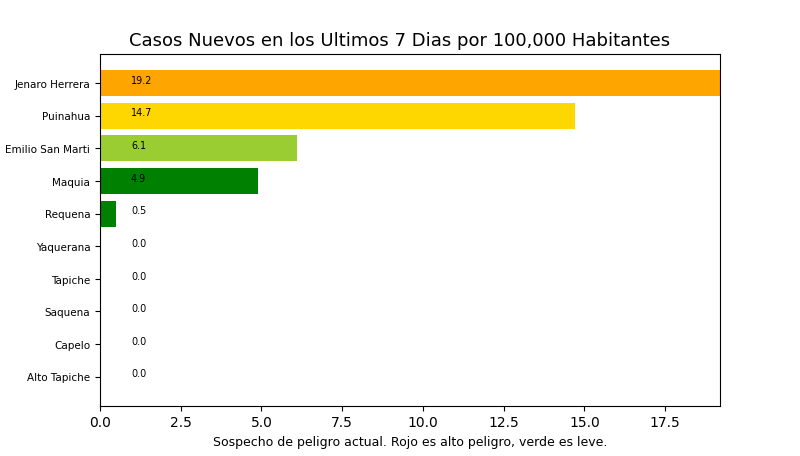 Casos Nuevos en los Ultimos 7 Dias por 100,000 Habitantes
Jenaro Herrera 19.2
Puinahua 14.7
Emilio San Marti 6.1
Maquia 4.9
Requena 0.5
Yaquerana 0.0
Tapiche 0.0
Saquena 0.0
Capelo 0.0
Alto Tapiche 0.0
0.0 2.5 5.0 7.5 10.0 12.5 15.0 17.5
Sospecho de peligro actual. Rojo es alto peligro, verde es leve.